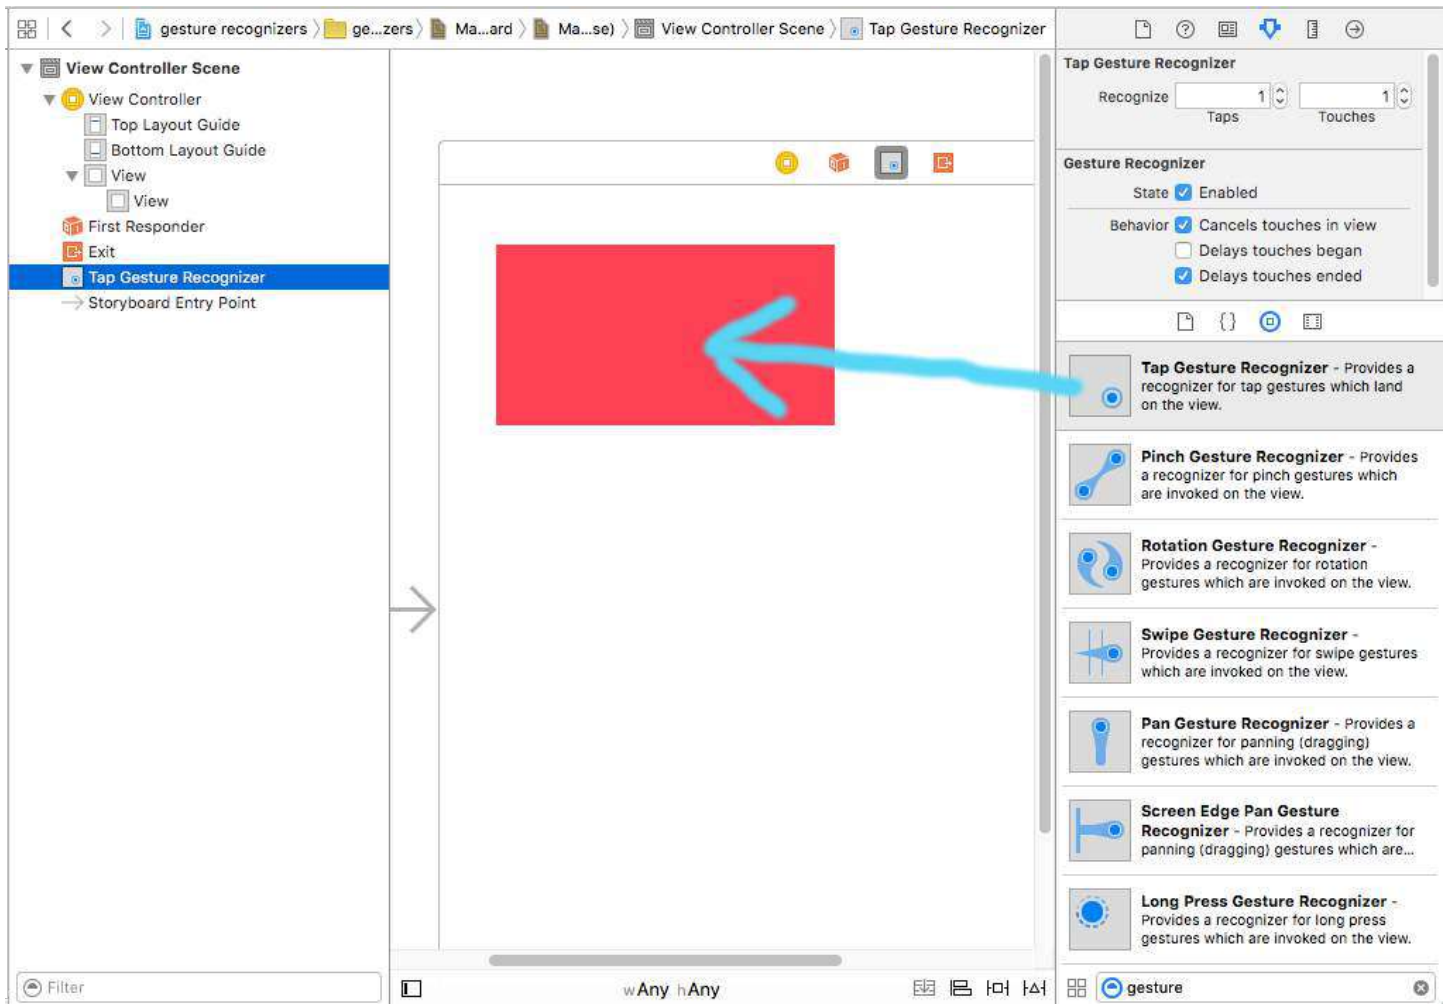 gesture recognizers
ge...zers
Ma...ard
Ma...se)
View Controller Scene
Tap Gesture Recognizer
View Controller Scene
View Controller
Top Layout Guide
Bottom Layout Guide
View
View
First Responder
Exit
Tap Gesture Recognizer
Storyboard Entry Point
Filter
wAny hAny
Tap Gesture Recognizer
Recognize 1 1
Taps Touches
Gesture Recognizer
State Enabled
Behavior Cancels touches in view
Delays touches began
Delays touches ended
{}
Tap Gesture Recognizer - Provides a
recognizer for tap gestures which land
on the view.
Pinch Gesture Recognizer - Provides
a recognizer for pinch gestures which
are invoked on the view.
Rotation Gesture Recognizer -
Provides a recognizer for rotation
gestures which are invoked on the view.
Swipe Gesture Recognizer -
Provides a recognizer for swipe gestures
which are invoked on the view.
Pan Gesture Recognizer - Provides a
recognizer for panning (dragging)
gestures which are invoked on the view.
Screen Edge Pan Gesture
Recognizer - Provides a recognizer for
panning (dragging) gestures which are...
Long Press Gesture Recognizer -
Provides a recognizer for long press
gestures which are invoked on the view.
gesture